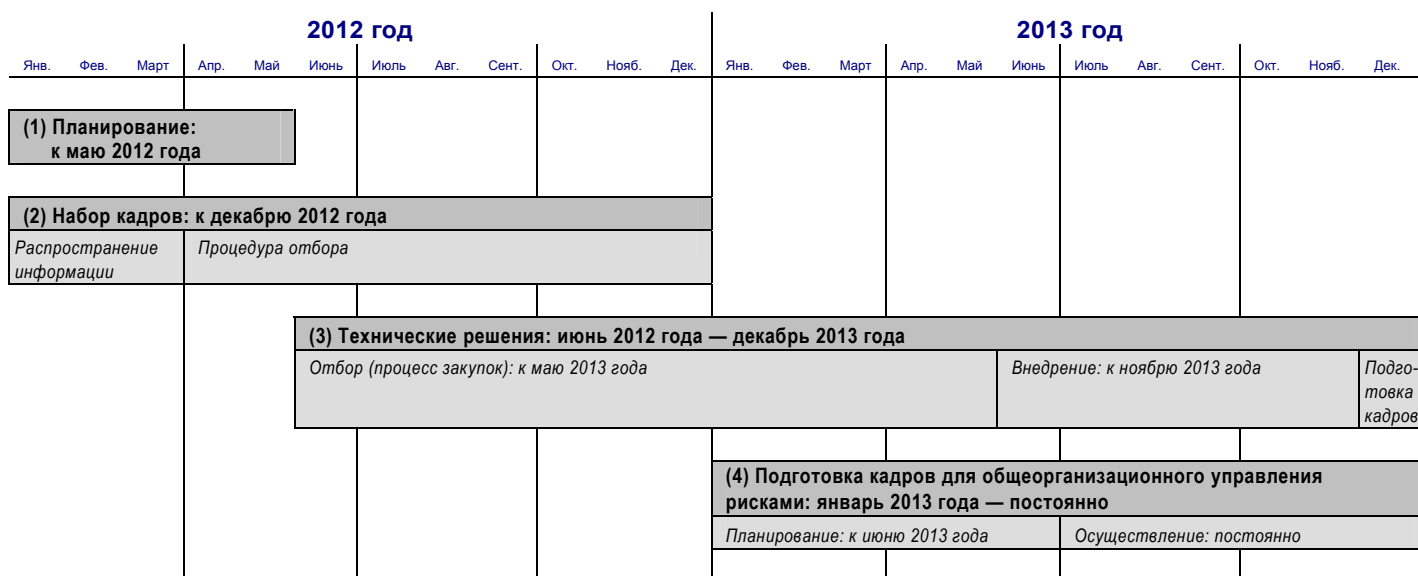 2012 год 2013 год
Янв. Фев. Март Апр. Май Июнь Июль Авг. Сент. Окт. Нояб. Дек. Янв. Фев. Март Апр. Май Июнь Июль Авг. Сент. Окт. Нояб. Дек.
(1) Планирование:
к маю 2012 года
(2) Набор кадров: к декабрю 2012 года
Распространение
информации
Процедура отбора
(3) Технические решения: июнь 2012 года — декабрь 2013 года
Отбор (процесс закупок): к маю 2013 года
Внедрение: к ноябрю 2013 года
Подго-
товка
кадров
(4) Подготовка кадров для общеорганизационного управления
рисками: январь 2013 года — постоянно
Планирование: к июню 2013 года
Осуществление: постоянно